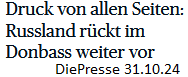 Druck von allen Seiten:
Russland rückt im
Donbass weiter vor
DiePresse 31.10.24